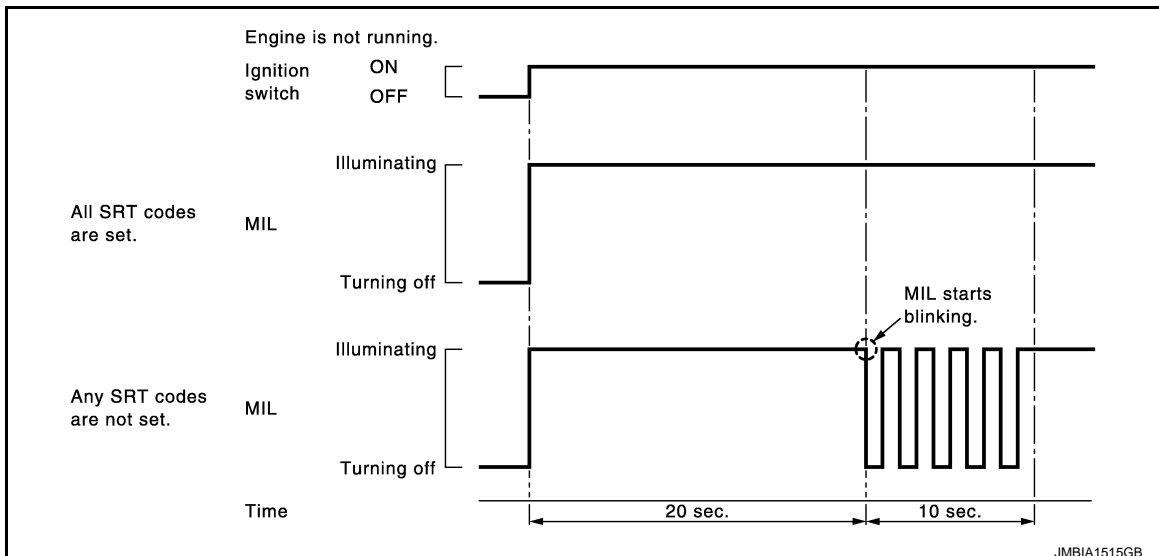 Engine is not running.
Ignition switch
ON
OFF
All SRT codes are set.
MIL
Illuminating
Turning off
MIL starts blinking.
Any SRT codes are not set.
MIL
Illuminating
Turning off
Time
20 sec.
10 sec.
JMBIA1515GB